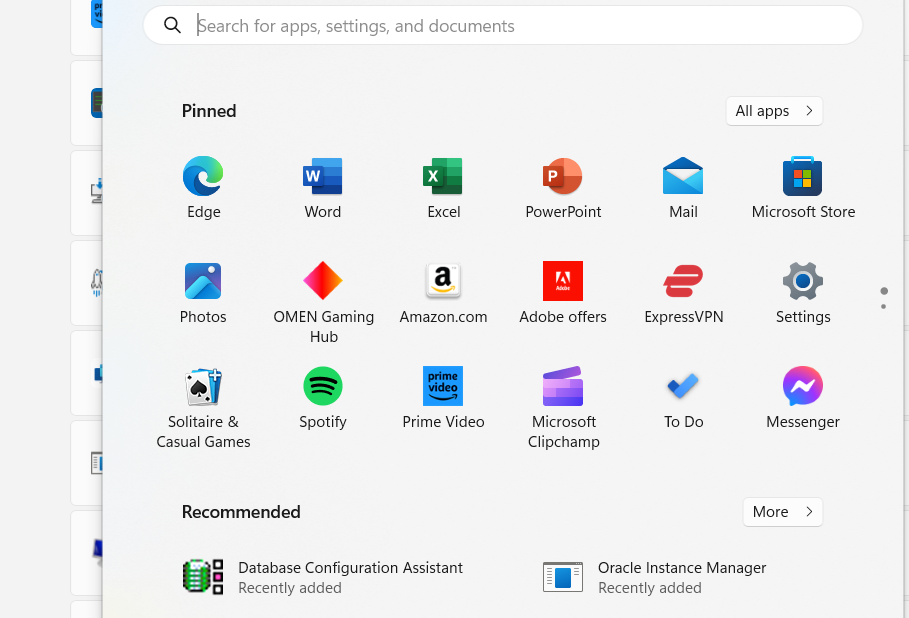 Search for apps, settings, and documents
Pinned
All apps
Edge
Word
Excel
PowerPoint
Mail
Microsoft Store
Photos
OMEN Gaming
Hub
Amazon.com
Adobe offers
ExpressVPN
Settings
Solitaire &
Casual Games
Spotify
prime
video
Prime Video
Microsoft
Clipchamp
To Do
Messenger
Recommended
More
Database Configuration Assistant
Recently added
Oracle Instance Manager
Recently added